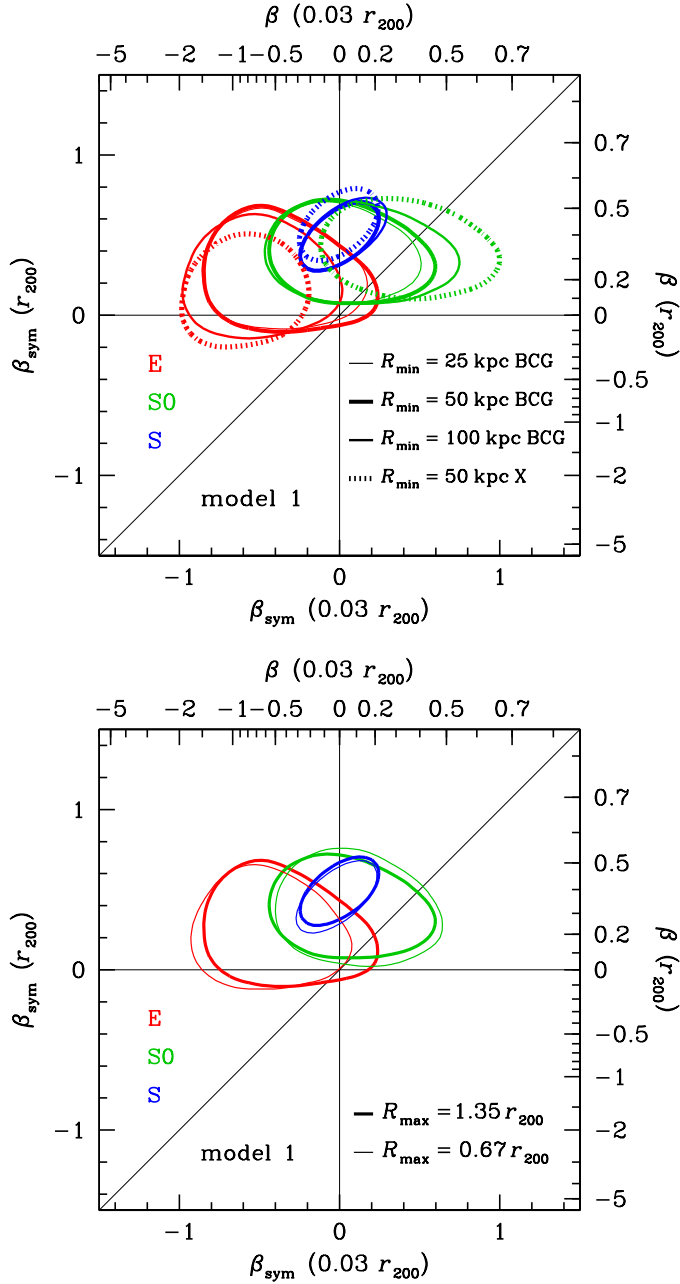 β (0.03 r200)
-5 -2 -1 -0.5 0 0.2 0.5 0.7
1
0
-1
βsym (r200)
0.7
0.5
0.2
0
-0.5
-1
-2
-5
β (r200)
E
S0
S
Rmin = 25 kpc BCG
Rmin = 50 kpc BCG
Rmin = 100 kpc BCG
Rmin = 50 kpc X
model 1
-1 0 1
βsym (0.03 r200)
β (0.03 r200)
-5 -2 -1 -0.5 0 0.2 0.5 0.7
1
0
-1
βsym (r200)
0.7
0.5
0.2
0
-0.5
-1
-2
-5
β (r200)
E
S0
S
Rmax = 1.35 r200
Rmax = 0.67 r200
model 1
-1 0 1
βsym (0.03 r200)